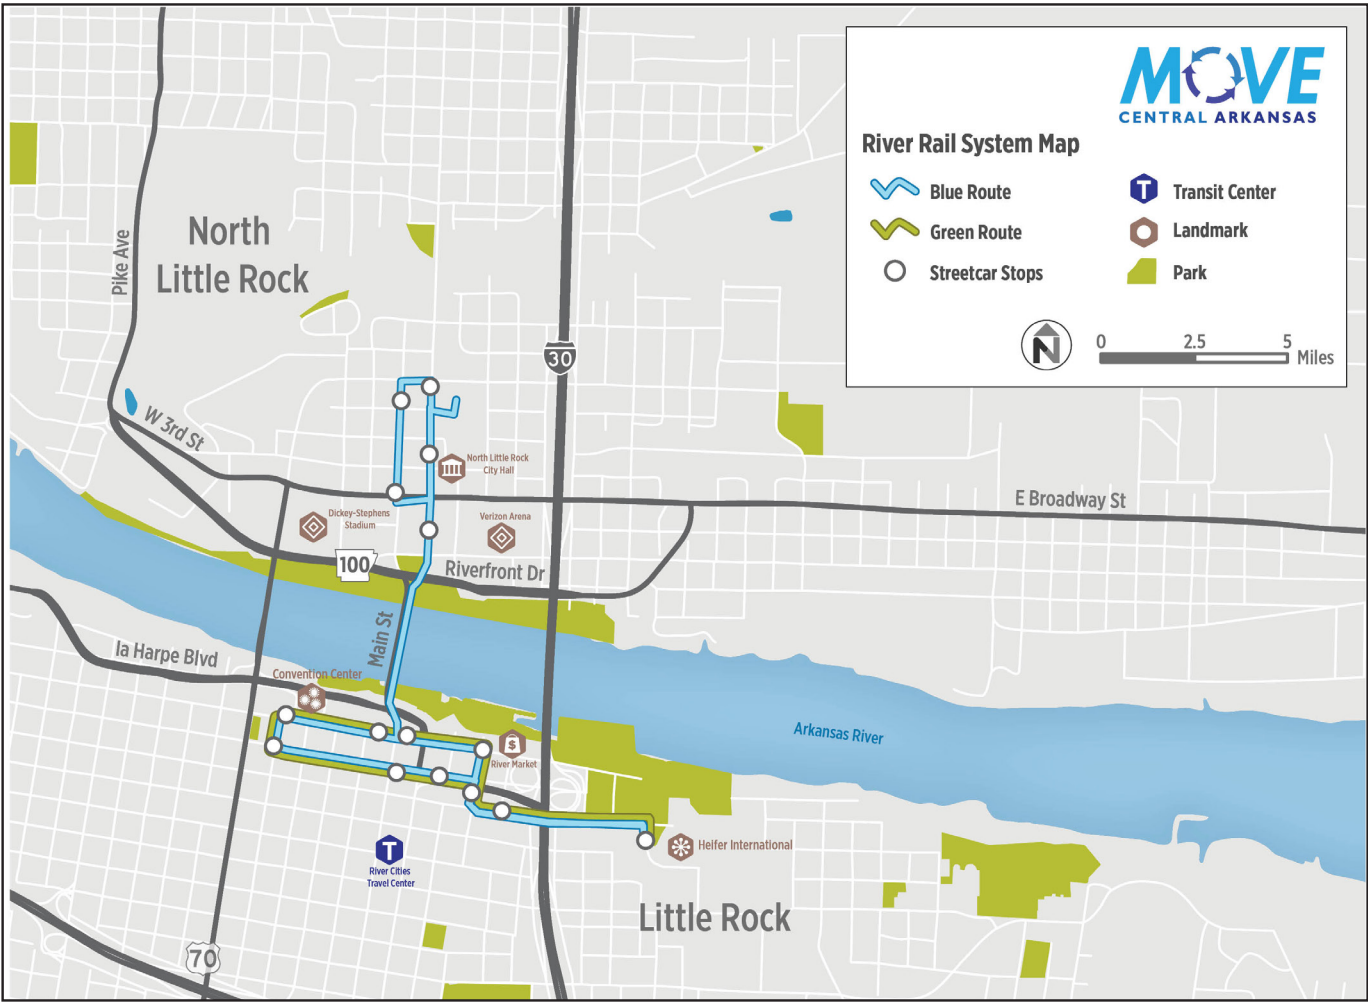 MOVE
CENTRAL ARKANSAS
River Rail System Map
Blue Route
Transit Center
Green Route
Landmark
Streetcar Stops
Park
N
0 2.5 5
Miles
North
Little Rock
Pike Ave
30
W 3rd St
North Little Rock
City Hall
E Broadway St
Dickey-Stephens
Stadium
Verizon Arena
100
Riverfront Dr
Main St
la Harpe Blvd
Convention Center
Arkansas River
$
River Market
T
River Cities
Travel Center
Heifer International
Little Rock
70